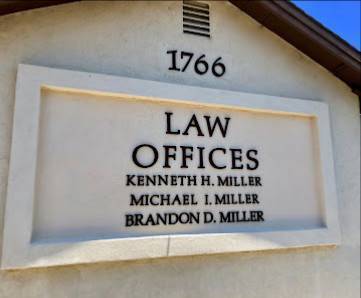 1766
LAW
OFFICES
KENNETH H. MILLER
MICHAEL I. MILLER
BRANDON D. MILLER